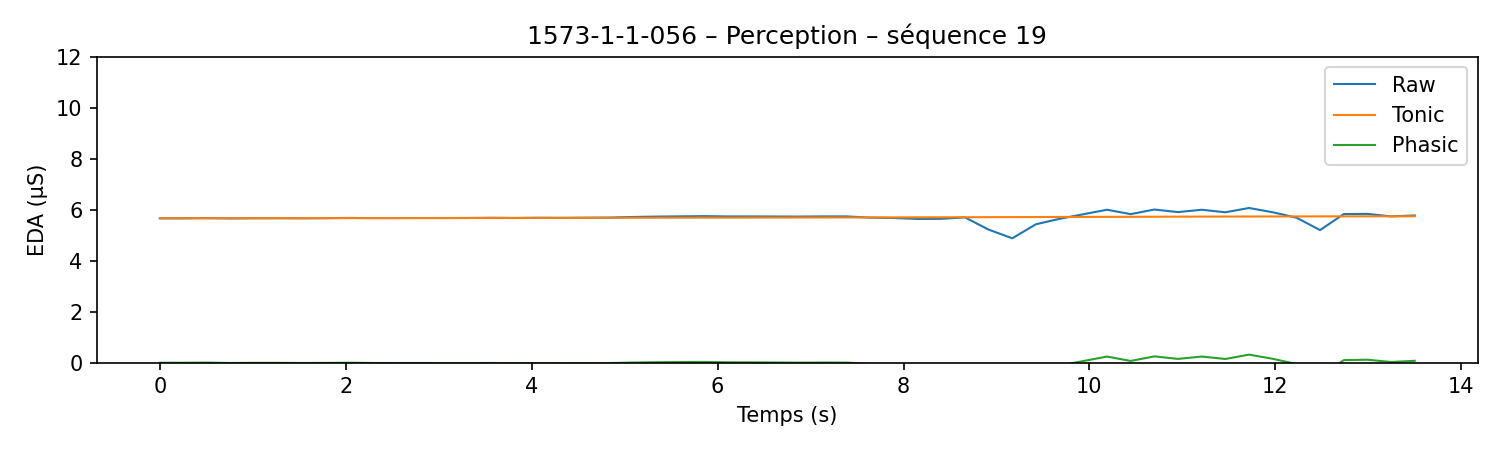 1573-1-1-056 – Perception – séquence 19
EDA (µS)
12
10
8
6
4
2
0
Raw
Tonic
Phasic
0 2 4 6 8 10 12 14
Temps (s)